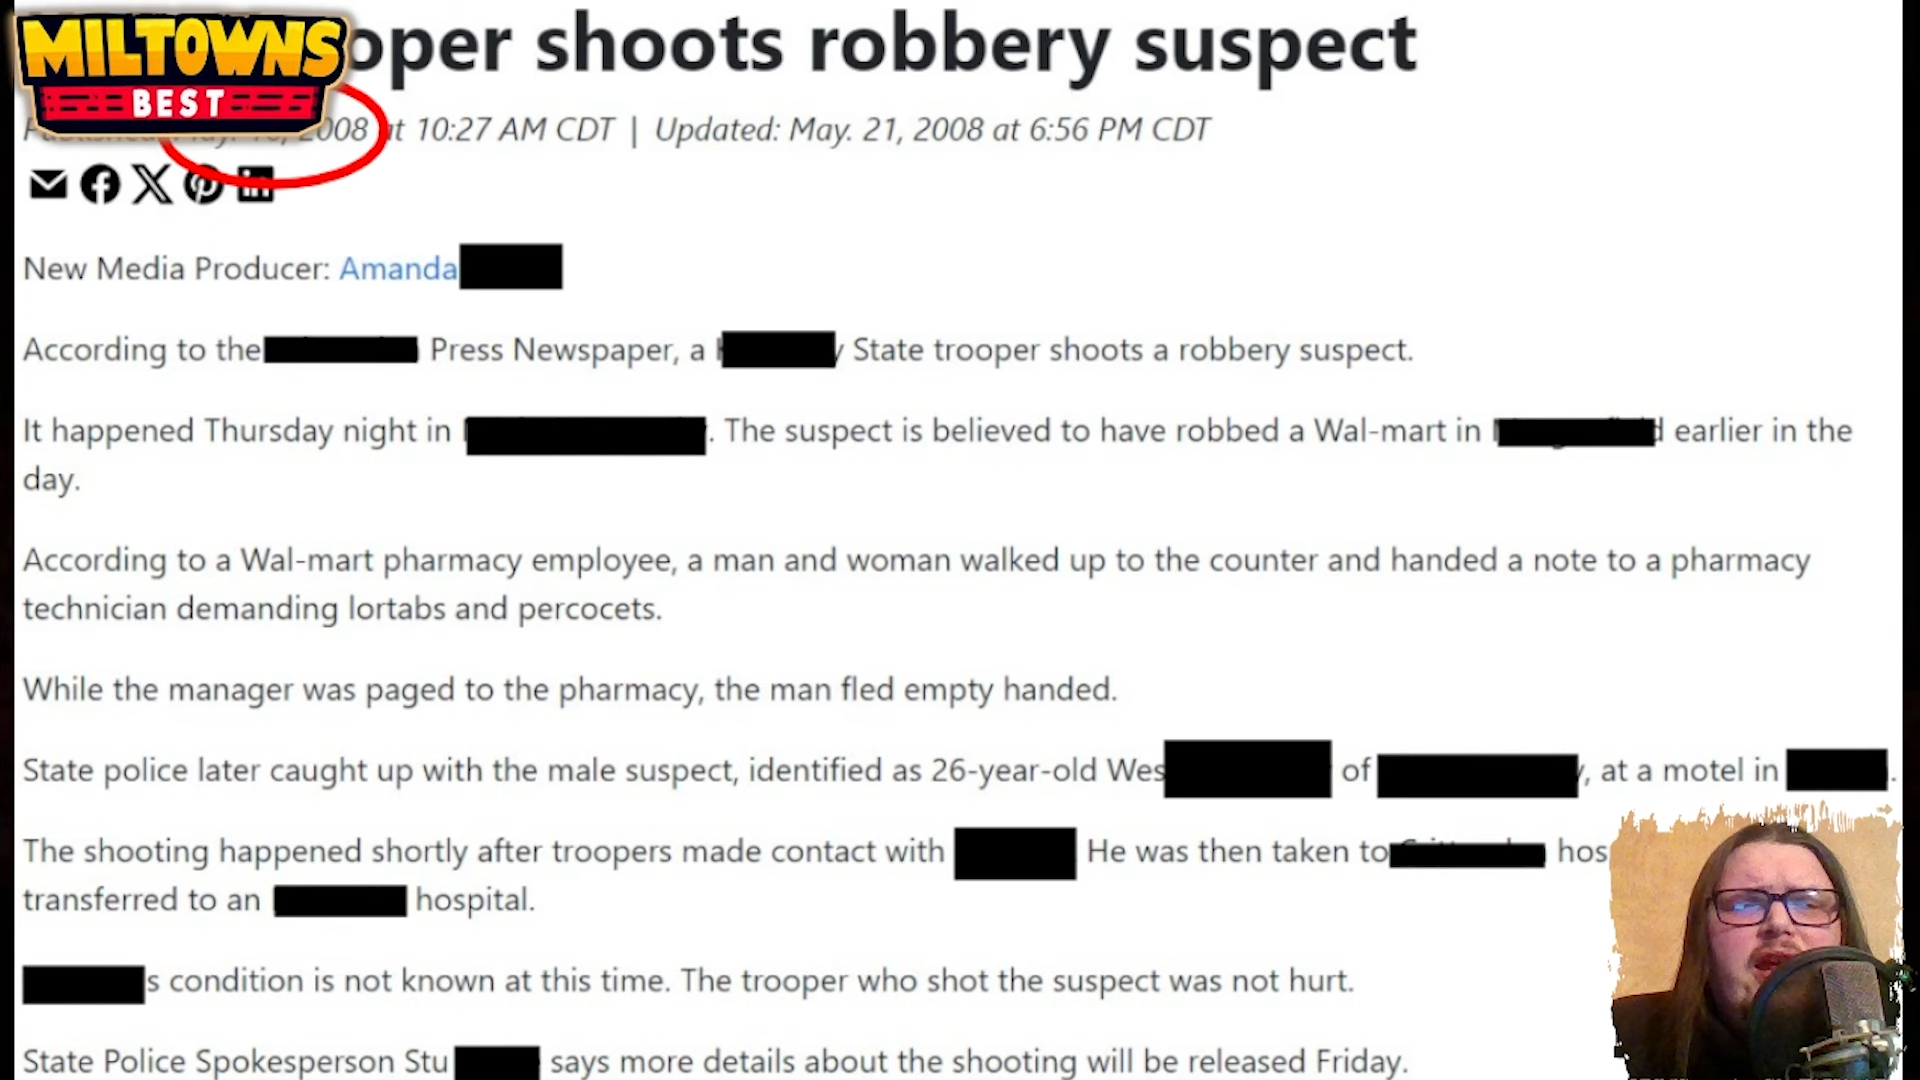 MILTOWNS
BEST
oper shoots robbery suspect
2008 at 10:27 AM CDT | Updated: May. 21, 2008 at 6:56 PM CDT
New Media Producer: Amanda
According to the Press Newspaper, a State trooper shoots a robbery suspect.
It happened Thursday night in . The suspect is believed to have robbed a Wal-mart in earlier in the
day.
According to a Wal-mart pharmacy employee, a man and woman walked up to the counter and handed a note to a pharmacy
technician demanding lortabs and percocets.
While the manager was paged to the pharmacy, the man fled empty handed.
State police later caught up with the male suspect, identified as 26-year-old Wes of , at a motel in .
The shooting happened shortly after troopers made contact with He was then taken to hos
transferred to an hospital.
s condition is not known at this time. The trooper who shot the suspect was not hurt.
State Police Spokesperson Stu says more details about the shooting will be released Friday.